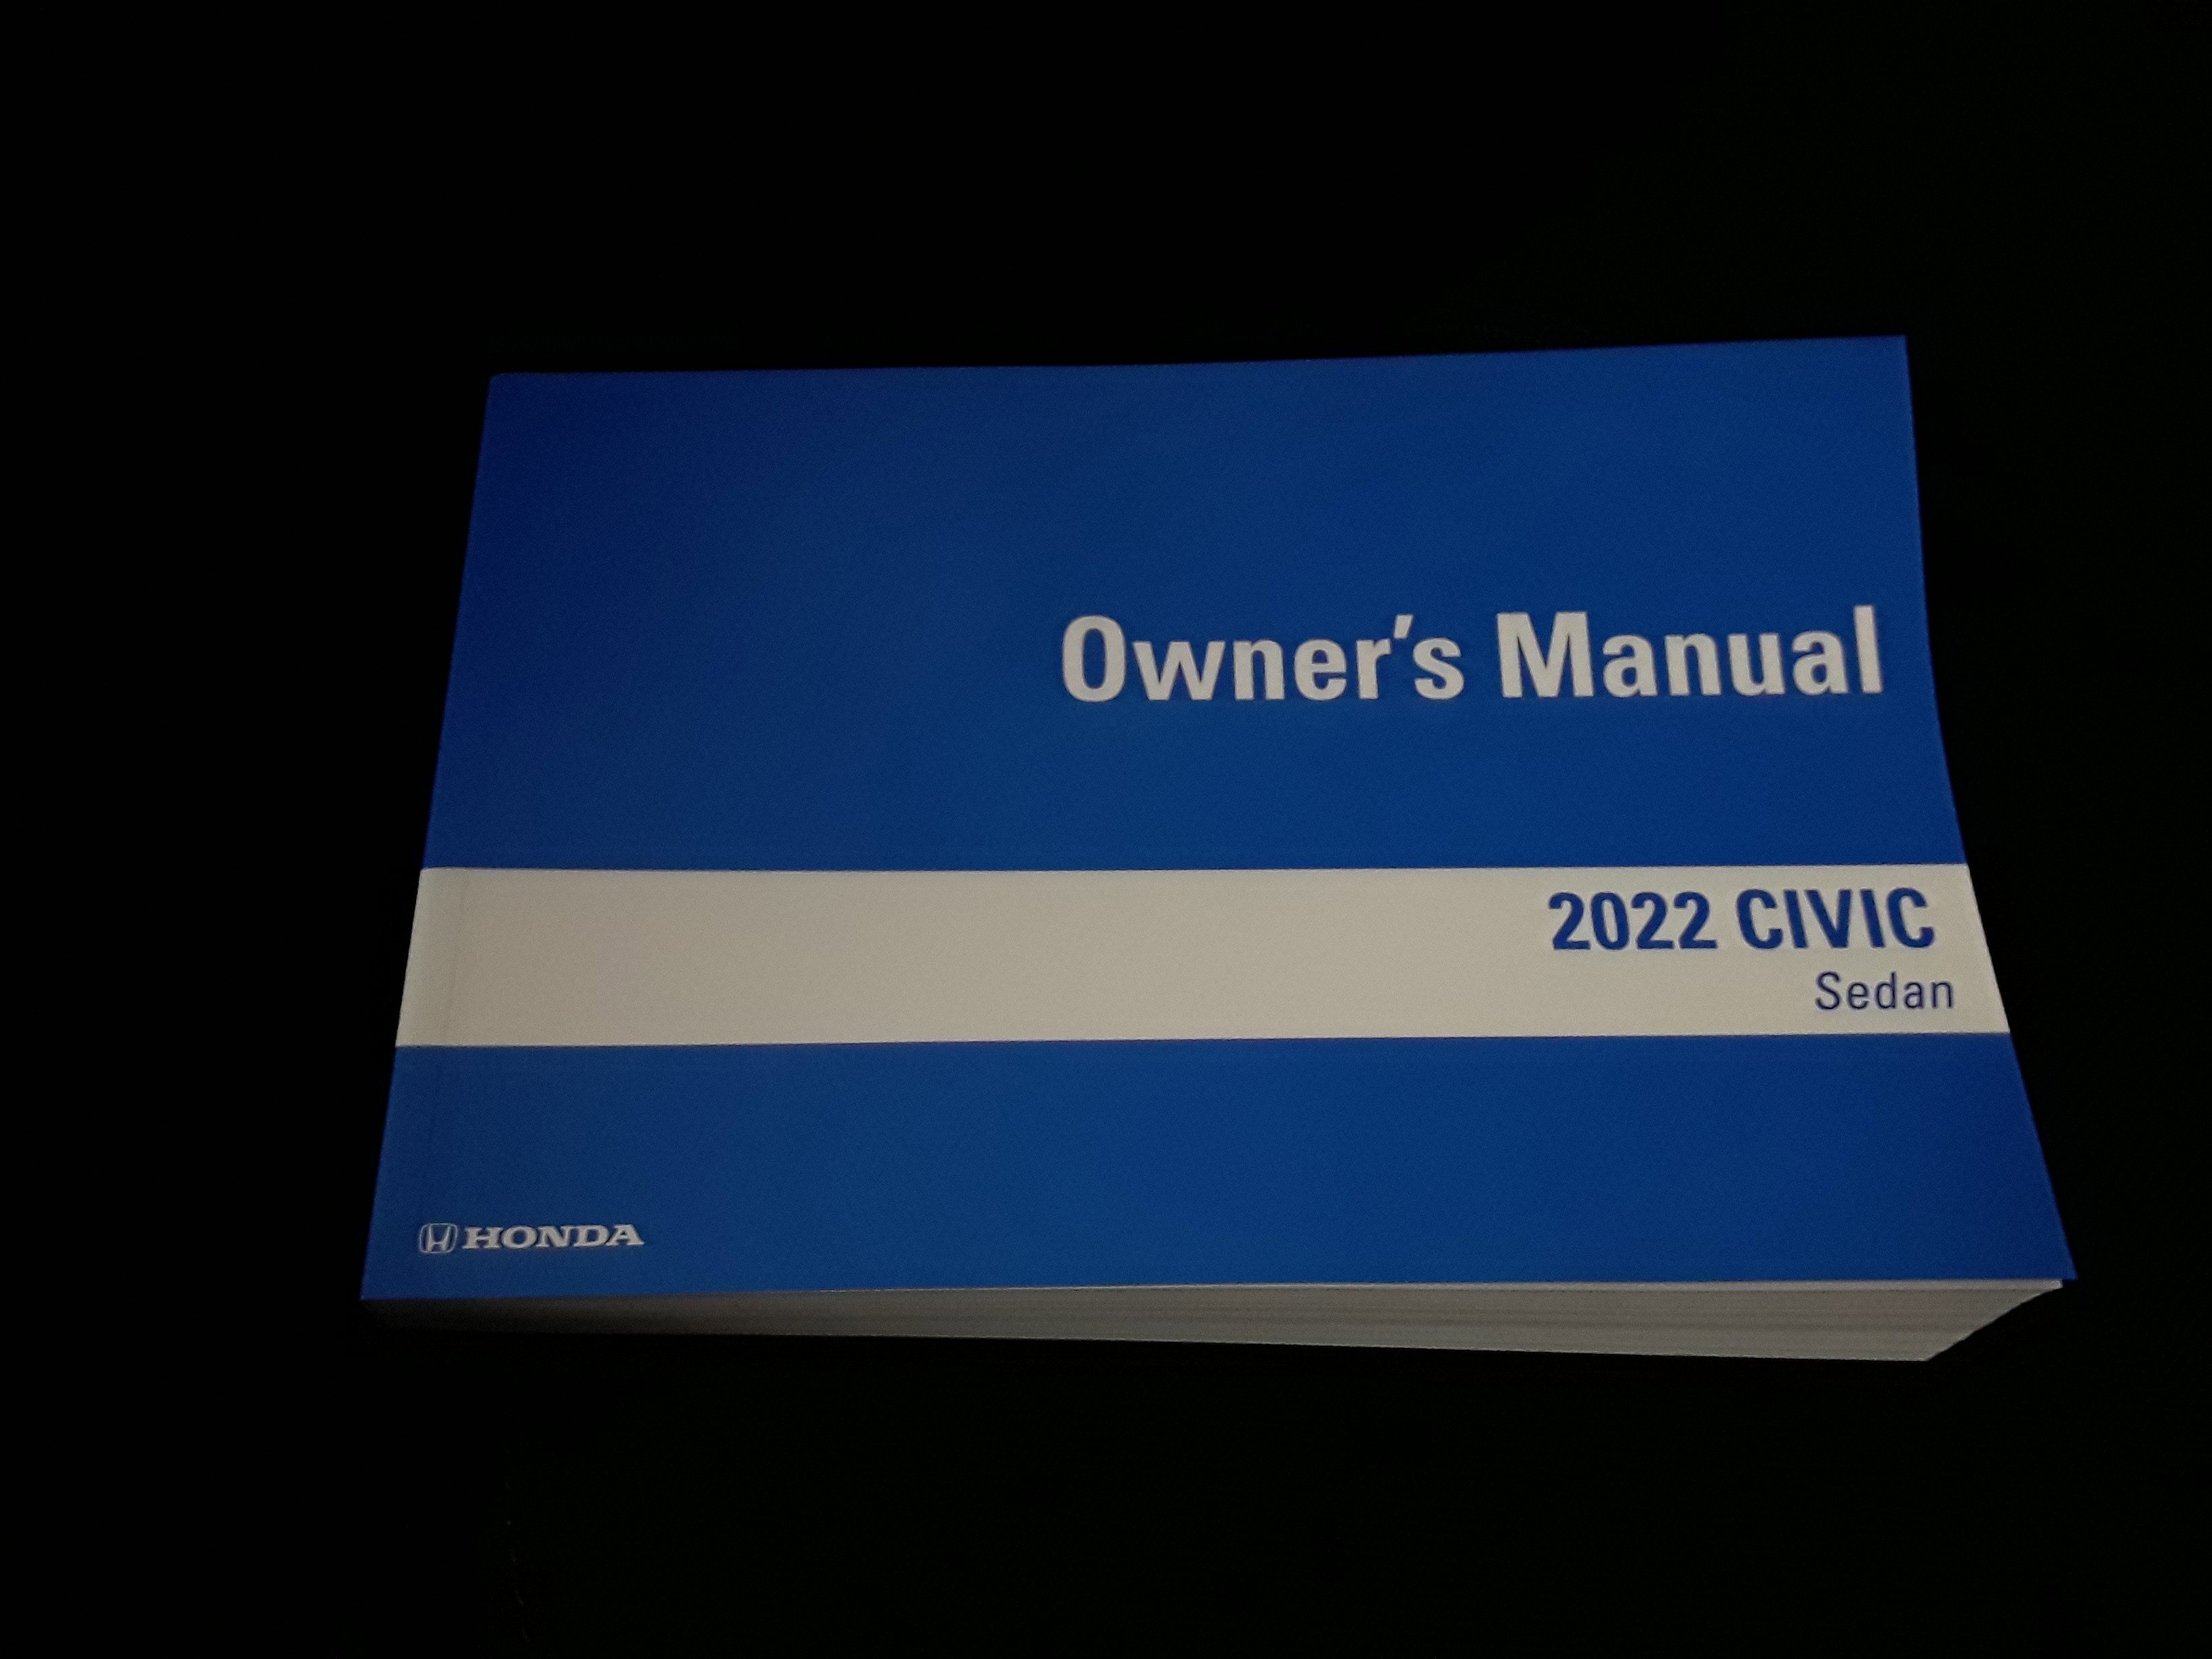 Owner's Manual
2022 CIVIC
Sedan
HONDA